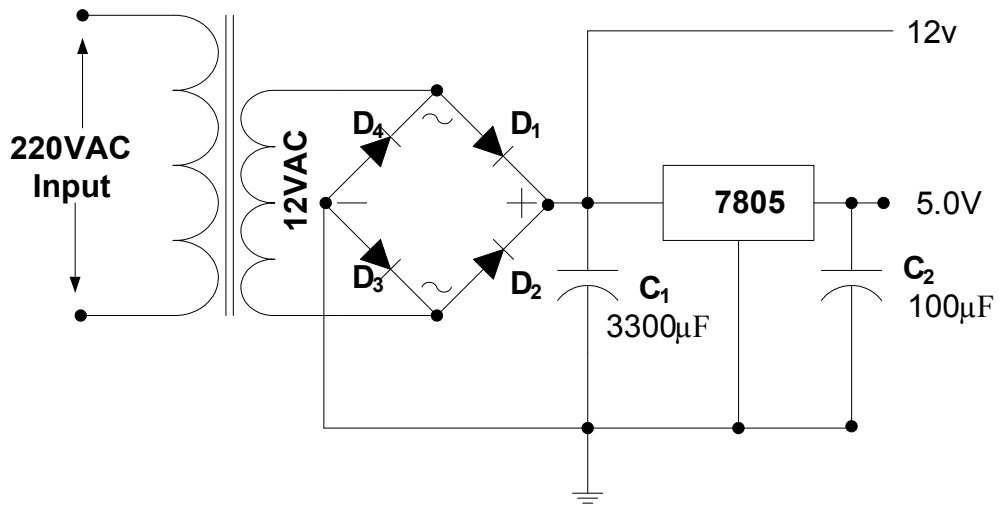 12v
220VAC
Input
12VAC
D4
D1
D3
D2
7805
5.0V
C1
3300μF
C2
100μF